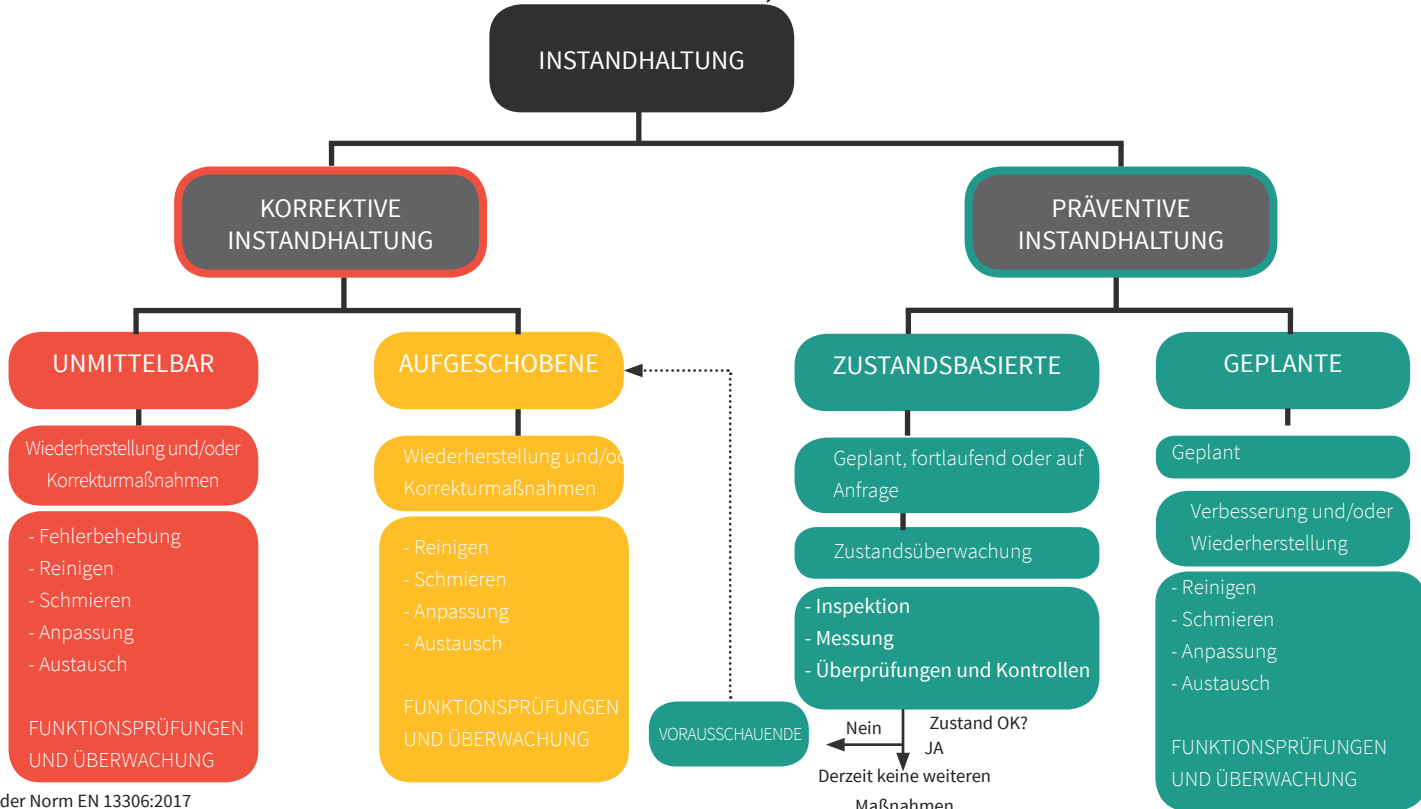 INSTANDHALTUNG
KORREKTIVE
INSTANDHALTUNG
PRÄVENTIVE
INSTANDHALTUNG
UNMITTELBAR
Wiederherstellung und/oder
Korrekturmaßnahmen
- Fehlerbehebung
- Reinigen
- Schmieren
- Anpassung
- Austausch
FUNKTIONSPRÜFUNGEN
UND ÜBERWACHUNG
AUFGESCHOBENE
Wiederherstellung und/od
Korrekturmaßnahmen
- Reinigen
- Schmieren
- Anpassung
- Austausch
FUNKTIONSPRÜFUNGEN
UND ÜBERWACHUNG
VORAUSSCHAUENDE
ZUSTANDSBASIERTE
Geplant, fortlaufend oder auf
Anfrage
Zustandsüberwachung
- Inspektion
- Messung
- Überprüfungen und Kontrollen
Nein
Zustand OK?
JA
Derzeit keine weiteren
Maßnahmen
GEPLANTE
Geplant
Verbesserung und/oder
Wiederherstellung
- Reinigen
- Schmieren
- Anpassung
- Austausch
FUNKTIONSPRÜFUNGEN
UND ÜBERWACHUNG
der Norm EN 13306:2017